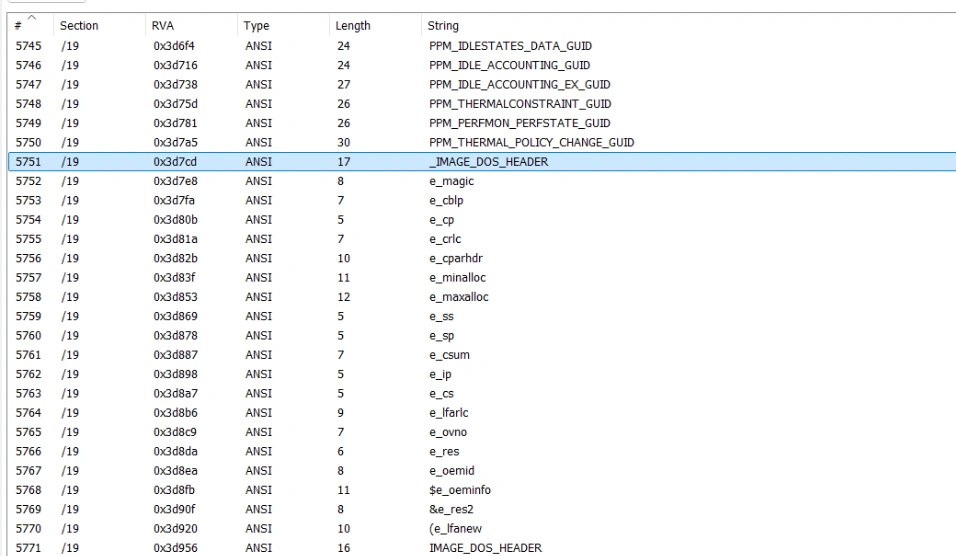 # Section RVA Type Length String
5745 /19 0x3d6f4 ANSI 24 PPM_IDLESTATES_DATA_GUID
5746 /19 0x3d716 ANSI 24 PPM_IDLE_ACCOUNTING_GUID
5747 /19 0x3d738 ANSI 27 PPM_IDLE_ACCOUNTING_EX_GUID
5748 /19 0x3d75d ANSI 26 PPM_THERMALCONSTRAINT_GUID
5749 /19 0x3d781 ANSI 26 PPM_PERFMON_PERFSTATE_GUID
5750 /19 0x3d7a5 ANSI 30 PPM_THERMAL_POLICY_CHANGE_GUID
5751 /19 0x3d7cd ANSI 17 _IMAGE_DOS_HEADER
5752 /19 0x3d7e8 ANSI 8 e_magic
5753 /19 0x3d7fa ANSI 7 e_cblp
5754 /19 0x3d80b ANSI 5 e_cp
5755 /19 0x3d81a ANSI 7 e_crlc
5756 /19 0x3d82b ANSI 10 e_cparhdr
5757 /19 0x3d83f ANSI 11 e_minalloc
5758 /19 0x3d853 ANSI 12 e_maxalloc
5759 /19 0x3d869 ANSI 5 e_ss
5760 /19 0x3d878 ANSI 5 e_sp
5761 /19 0x3d887 ANSI 7 e_csum
5762 /19 0x3d898 ANSI 5 e_ip
5763 /19 0x3d8a7 ANSI 5 e_cs
5764 /19 0x3d8b6 ANSI 9 e_lfarlc
5765 /19 0x3d8c9 ANSI 7 e_ovno
5766 /19 0x3d8da ANSI 6 e_res
5767 /19 0x3d8ea ANSI 8 e_oemid
5768 /19 0x3d8fb ANSI 11 $e_oeminfo
5769 /19 0x3d90f ANSI 8 &e_res2
5770 /19 0x3d920 ANSI 10 (e_lfanew
5771 /19 0x3d956 ANSI 16 IMAGE_DOS_HEADER